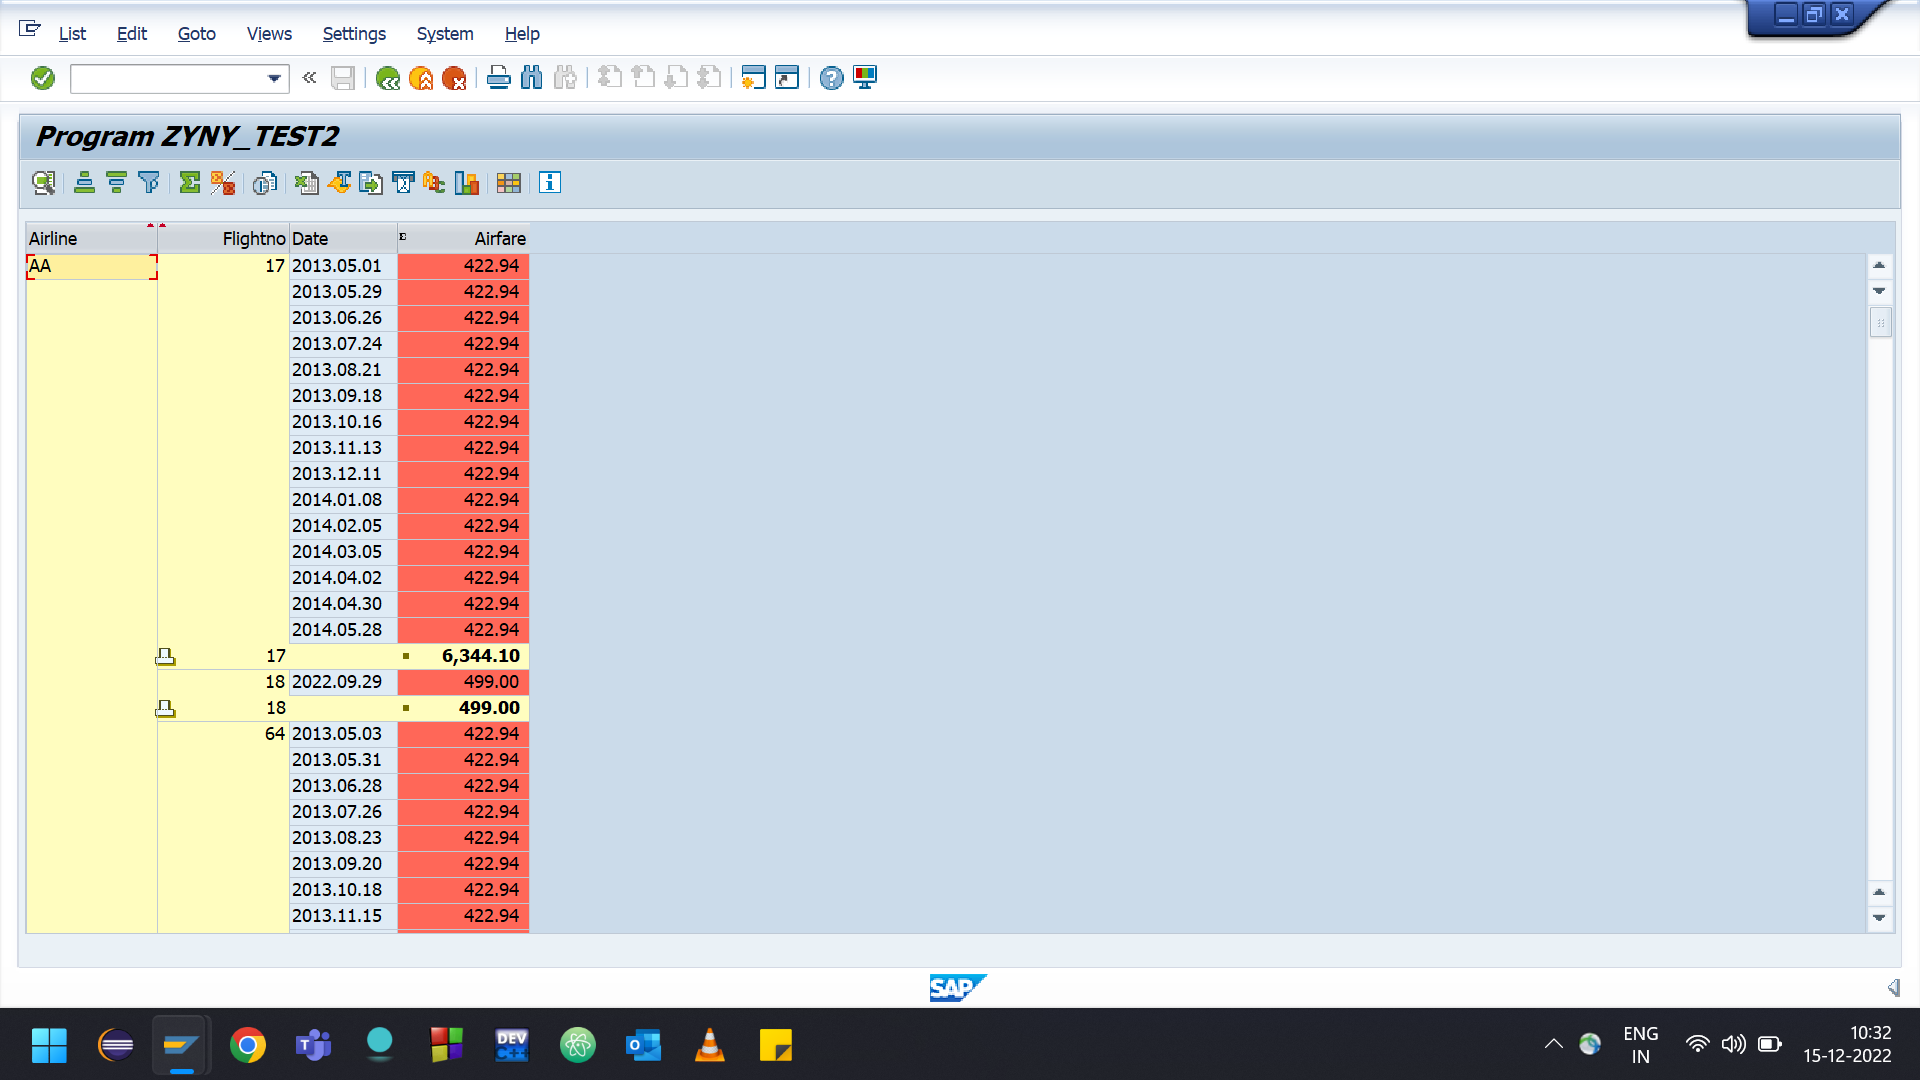 List Edit Goto Views Settings System Help
Program ZYNY_TEST2
Airline Flightno Date Σ Airfare
AA 17 2013.05.01 422.94
2013.05.29 422.94
2013.06.26 422.94
2013.07.24 422.94
2013.08.21 422.94
2013.09.18 422.94
2013.10.16 422.94
2013.11.13 422.94
2013.12.11 422.94
2014.01.08 422.94
2014.02.05 422.94
2014.03.05 422.94
2014.04.02 422.94
2014.04.30 422.94
2014.05.28 422.94
17 6,344.10
18 2022.09.29 499.00
18 499.00
64 2013.05.03 422.94
2013.05.31 422.94
2013.06.28 422.94
2013.07.26 422.94
2013.08.23 422.94
2013.09.20 422.94
2013.10.18 422.94
2013.11.15 422.94
SAP
DEV C++
ENG 10:32
IN 15-12-2022